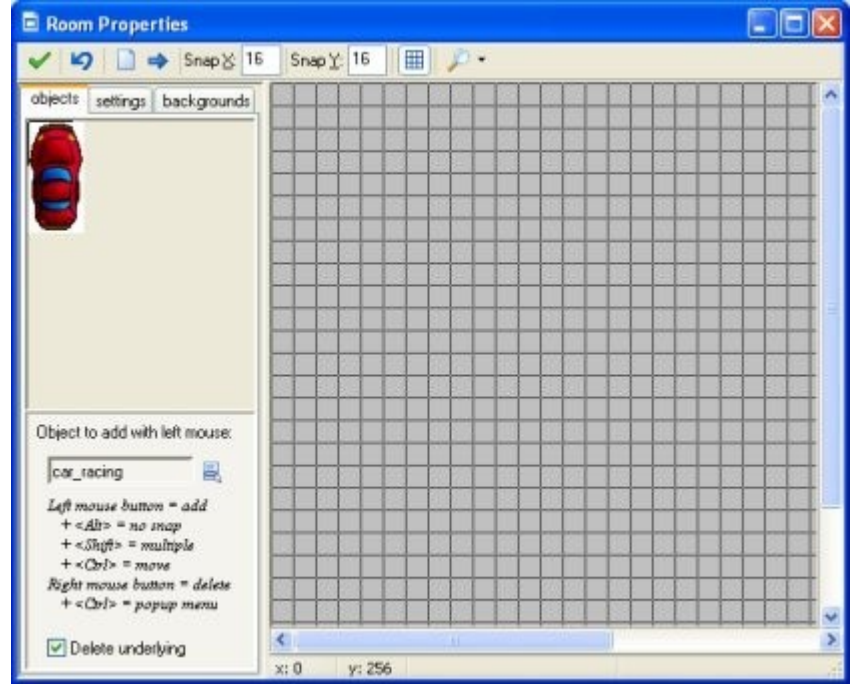 Room Properties
Snap X: 16 Snap Y: 16
objects settings backgrounds
Object to add with left mouse:
car_racing
Left mouse button = add
+ <Alt> = no snap
+ <Shift> = multiple
+ <Ctrl> = move
Right mouse button = delete
+ <Ctrl> = popup menu
Delete underlying
x: 0 y: 256